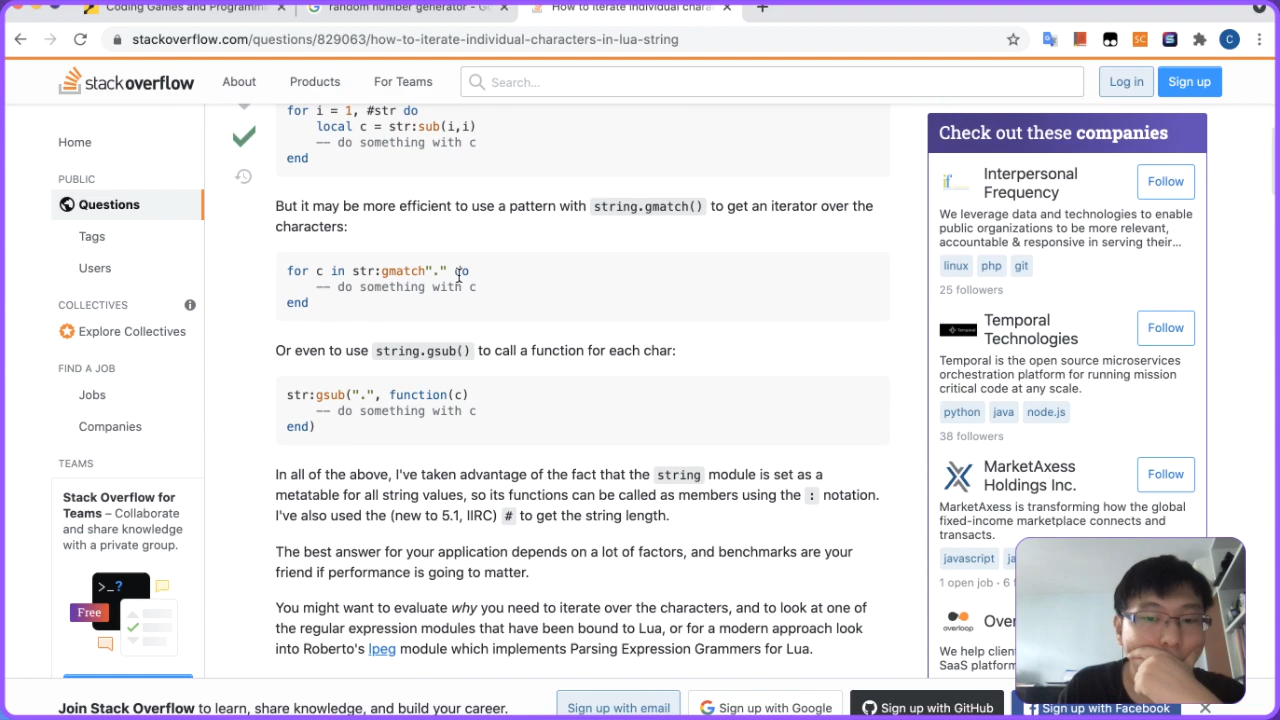 Coding Games and Programm
random number generator - Go
How to iterate individual chara
stackoverflow.com/questions/829063/how-to-iterate-individual-characters-in-lua-string
SC
C
stackoverflow
About
Products
For Teams
Search...
Log in
Sign up
Home
PUBLIC
Questions
Tags
Users
COLLECTIVES
Explore Collectives
FIND A JOB
Jobs
Companies
TEAMS
Stack Overflow for
Teams – Collaborate
and share knowledge
with a private group.
>_?
Free
for i = 1, #str do
local c = str:sub(i,i)
-- do something with c
end
But it may be more efficient to use a pattern with string.gmatch() to get an iterator over the
characters:
for c in str:gmatch"." do
-- do something with c
end
Or even to use string.gsub() to call a function for each char:
str:gsub(".", function(c)
-- do something with c
end)
In all of the above, I've taken advantage of the fact that the string module is set as a
metatable for all string values, so its functions can be called as members using the : notation.
I've also used the (new to 5.1, IIRC) # to get the string length.
The best answer for your application depends on a lot of factors, and benchmarks are your
friend if performance is going to matter.
You might want to evaluate why you need to iterate over the characters, and to look at one of
the regular expression modules that have been bound to Lua, or for a modern approach look
into Roberto's lpeg module which implements Parsing Expression Grammers for Lua.
Check out these companies
Interpersonal
Frequency
Follow
We leverage data and technologies to enable
public organizations to be more relevant,
accountable & responsive in serving their...
linux php git
25 followers
Temporal
Technologies
Follow
Temporal is the open source microservices
orchestration platform for running mission
critical code at any scale.
python java node.js
38 followers
MarketAxess
Holdings Inc.
Follow
MarketAxess is transforming how the global
fixed-income marketplace connects and
transacts.
javascript ja
1 open job · 6 f
overloop
Over
We help clien
SaaS platform
Join Stack Overflow to learn, share knowledge, and build your career.
Sign up with email
Sign up with Google
Sign up with GitHub
Sign up with Facebook